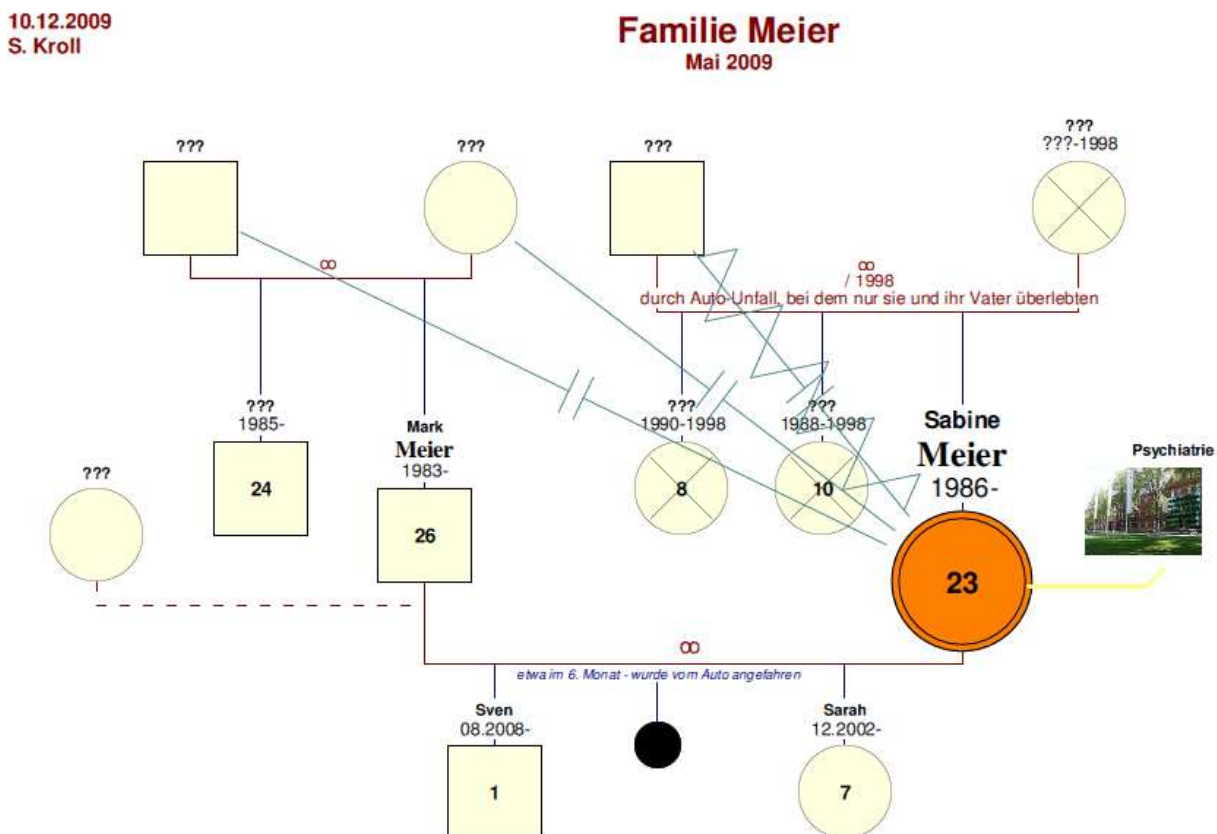 10.12.2009
S. Kroll
Familie Meier
Mai 2009
???
???
???
???
???-1998
∞
∞
/ 1998
durch Auto-Unfall, bei dem nur sie und ihr Vater überlebten
???
1985-
24
Mark
Meier
1983-
26
???
???
1990-1998
8
???
1988-1998
10
Sabine
Meier
1986-
23
Psychiatrie
∞
etwa im 6. Monat - wurde vom Auto angefahren
Sven
08.2008-
1
Sarah
12.2002-
7